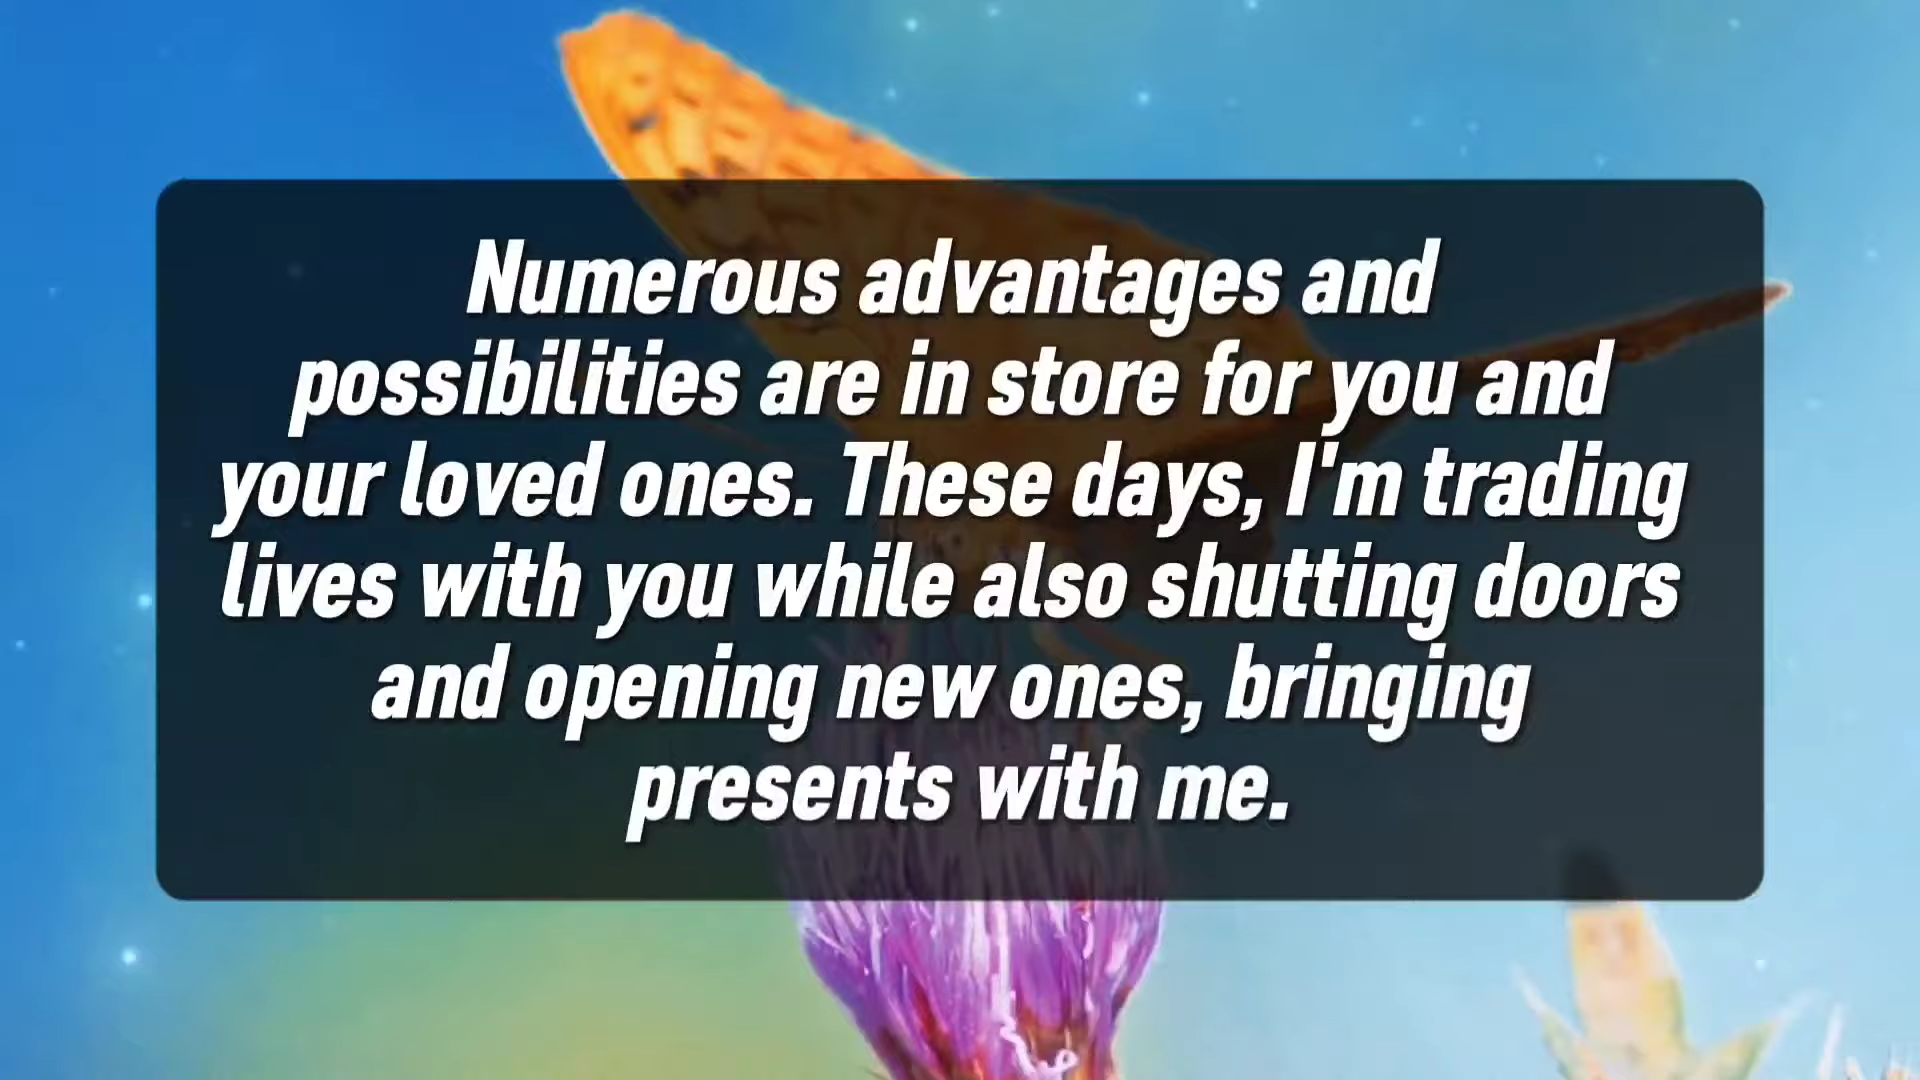 Numerous advantages and
possibilities are in store for you and
your loved ones. These days, I'm trading
lives with you while also shutting doors
and opening new ones, bringing
presents with me.